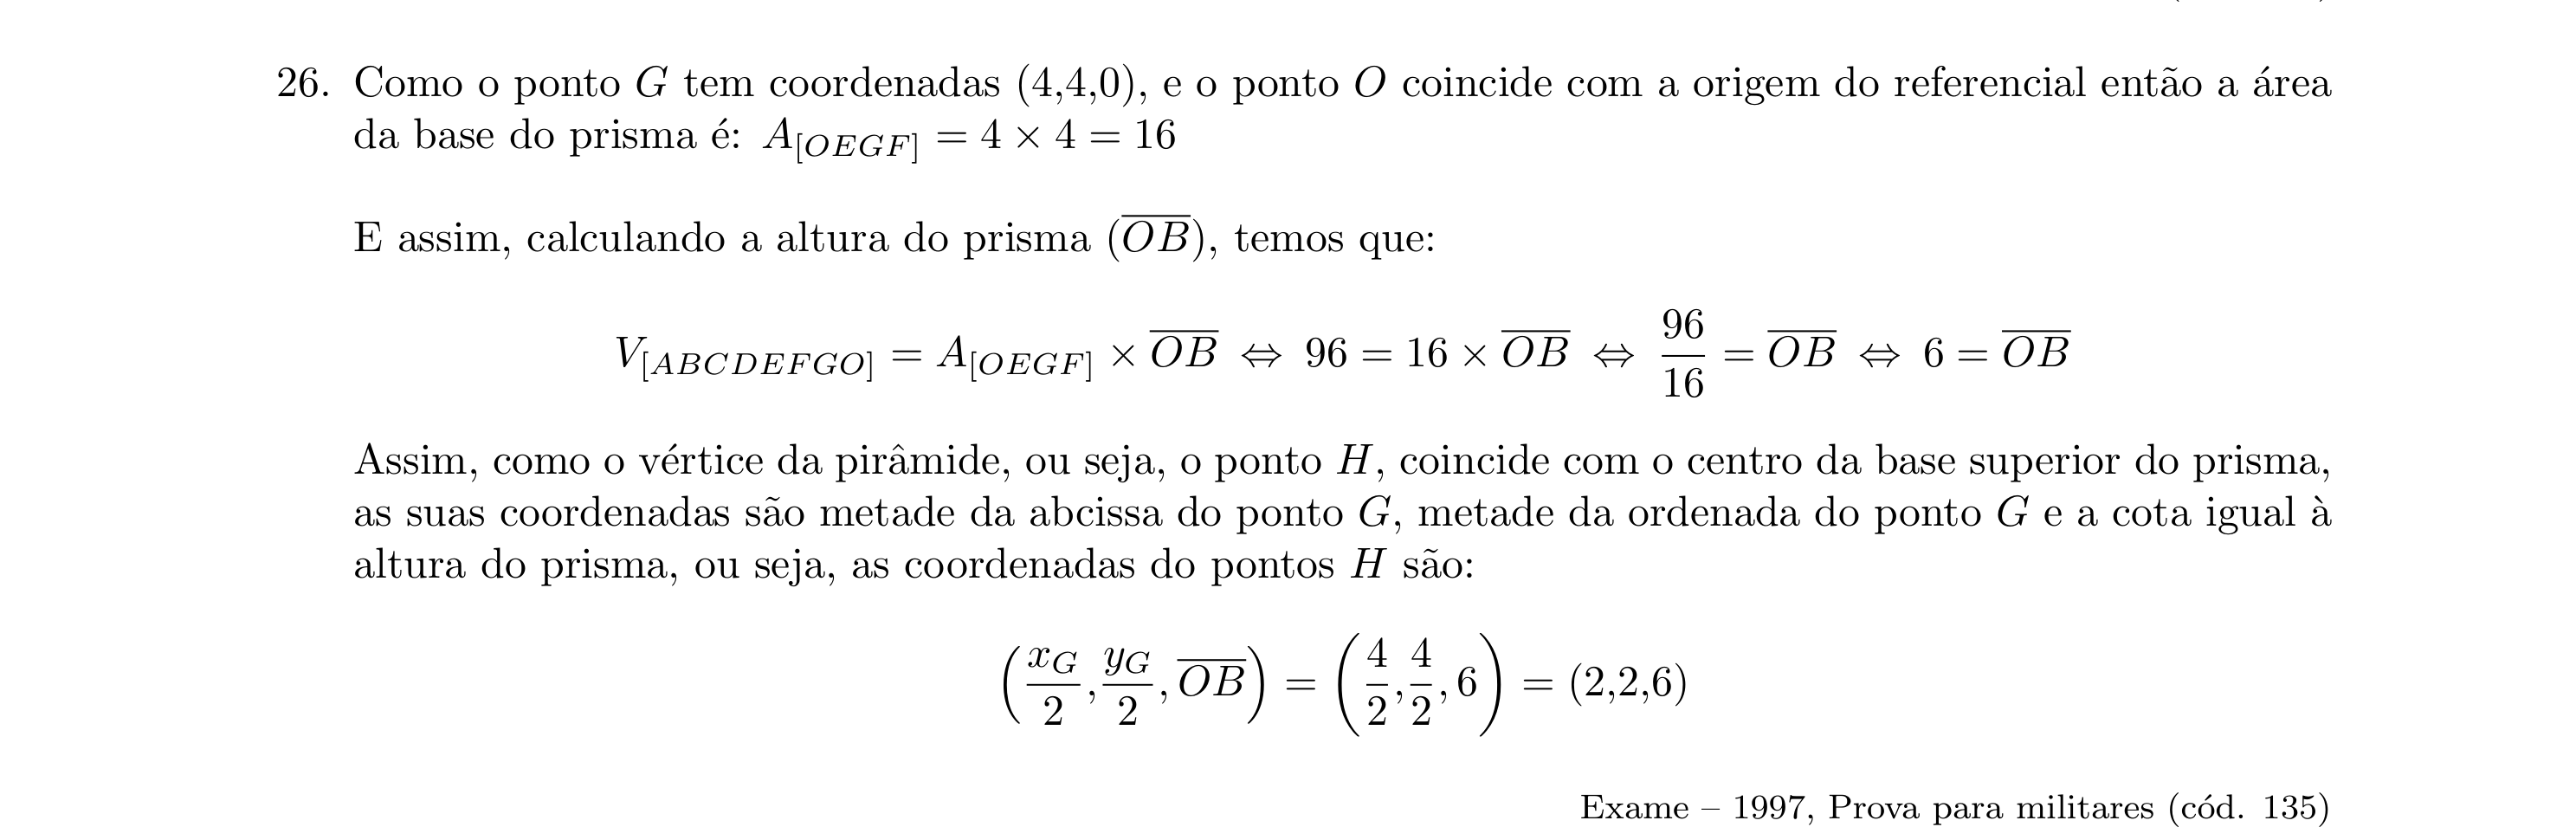 26. Como o ponto G tem coordenadas (4,4,0), e o ponto O coincide com a origem do referencial então a área
da base do prisma é: A_{[OEGF]} = 4 × 4 = 16
E assim, calculando a altura do prisma (\overline{OB}), temos que:
V_{[ABCDEFGO]} = A_{[OEGF]} × \overline{OB} ⇔ 96 = 16 × \overline{OB} ⇔ \frac{96}{16} = \overline{OB} ⇔ 6 = \overline{OB}
Assim, como o vértice da pirâmide, ou seja, o ponto H, coincide com o centro da base superior do prisma,
as suas coordenadas são metade da abcissa do ponto G, metade da ordenada do ponto G e a cota igual à
altura do prisma, ou seja, as coordenadas do pontos H são:
\left(\frac{x_G}{2},\frac{y_G}{2},\overline{OB}\right) = \left(\frac{4}{2},\frac{4}{2},6\right) = (2,2,6)
Exame – 1997, Prova para militares (cód. 135)